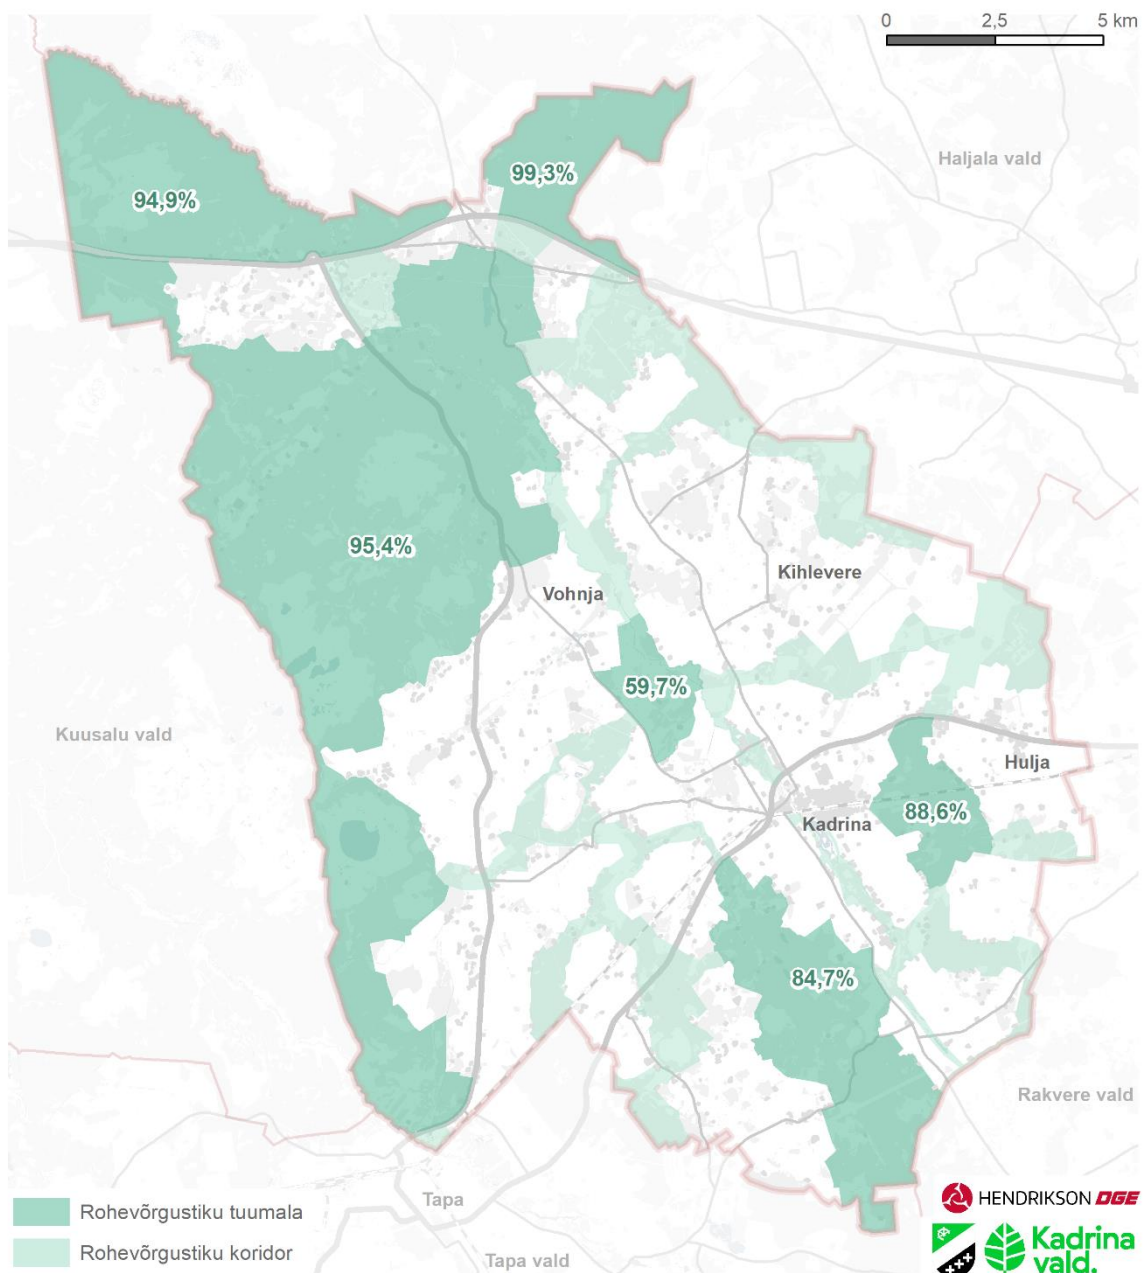 0 2,5 5 km
Haljala vald
99,3%
94,9%
95,4%
Kihlevere
Vohnja
59,7%
Kuusalu vald
Hulja
88,6%
Kadrina
84,7%
Rakvere vald
Tapa
Tapa vald
Rohevõrgustiku tuumala
Rohevõrgustiku koridor
HENDRIKSON DGE
Kadrina
vald.